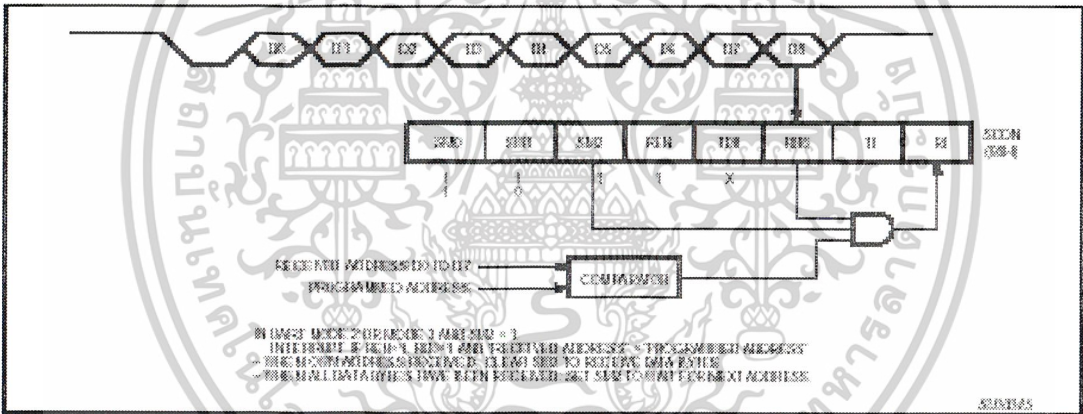 D0 D1 D2 D3 D4 D5 D6 D7 D8
SM0 SM1 SM2 REN TB8 RB8 TI RI SCON
(98H)
1 1 1 1 X
1 0
RECEIVED ADDRESS D0 TO D7
PROGRAMMED ADDRESS
COMPARATOR
IN UART MODE 2 OR MODE 3 AND SM2 = 1
INTERRUPT IF REN=1, RB8=1 AND "RECEIVED ADDRESS" = "PROGRAMMED ADDRESS"
– WHEN OWN ADDRESS RECEIVED, CLEAR SM2 TO RECEIVE DATA BYTES
– WHEN ALL DATA BYTES HAVE BEEN RECEIVED: SET SM2 TO WAIT FOR NEXT ADDRESS.